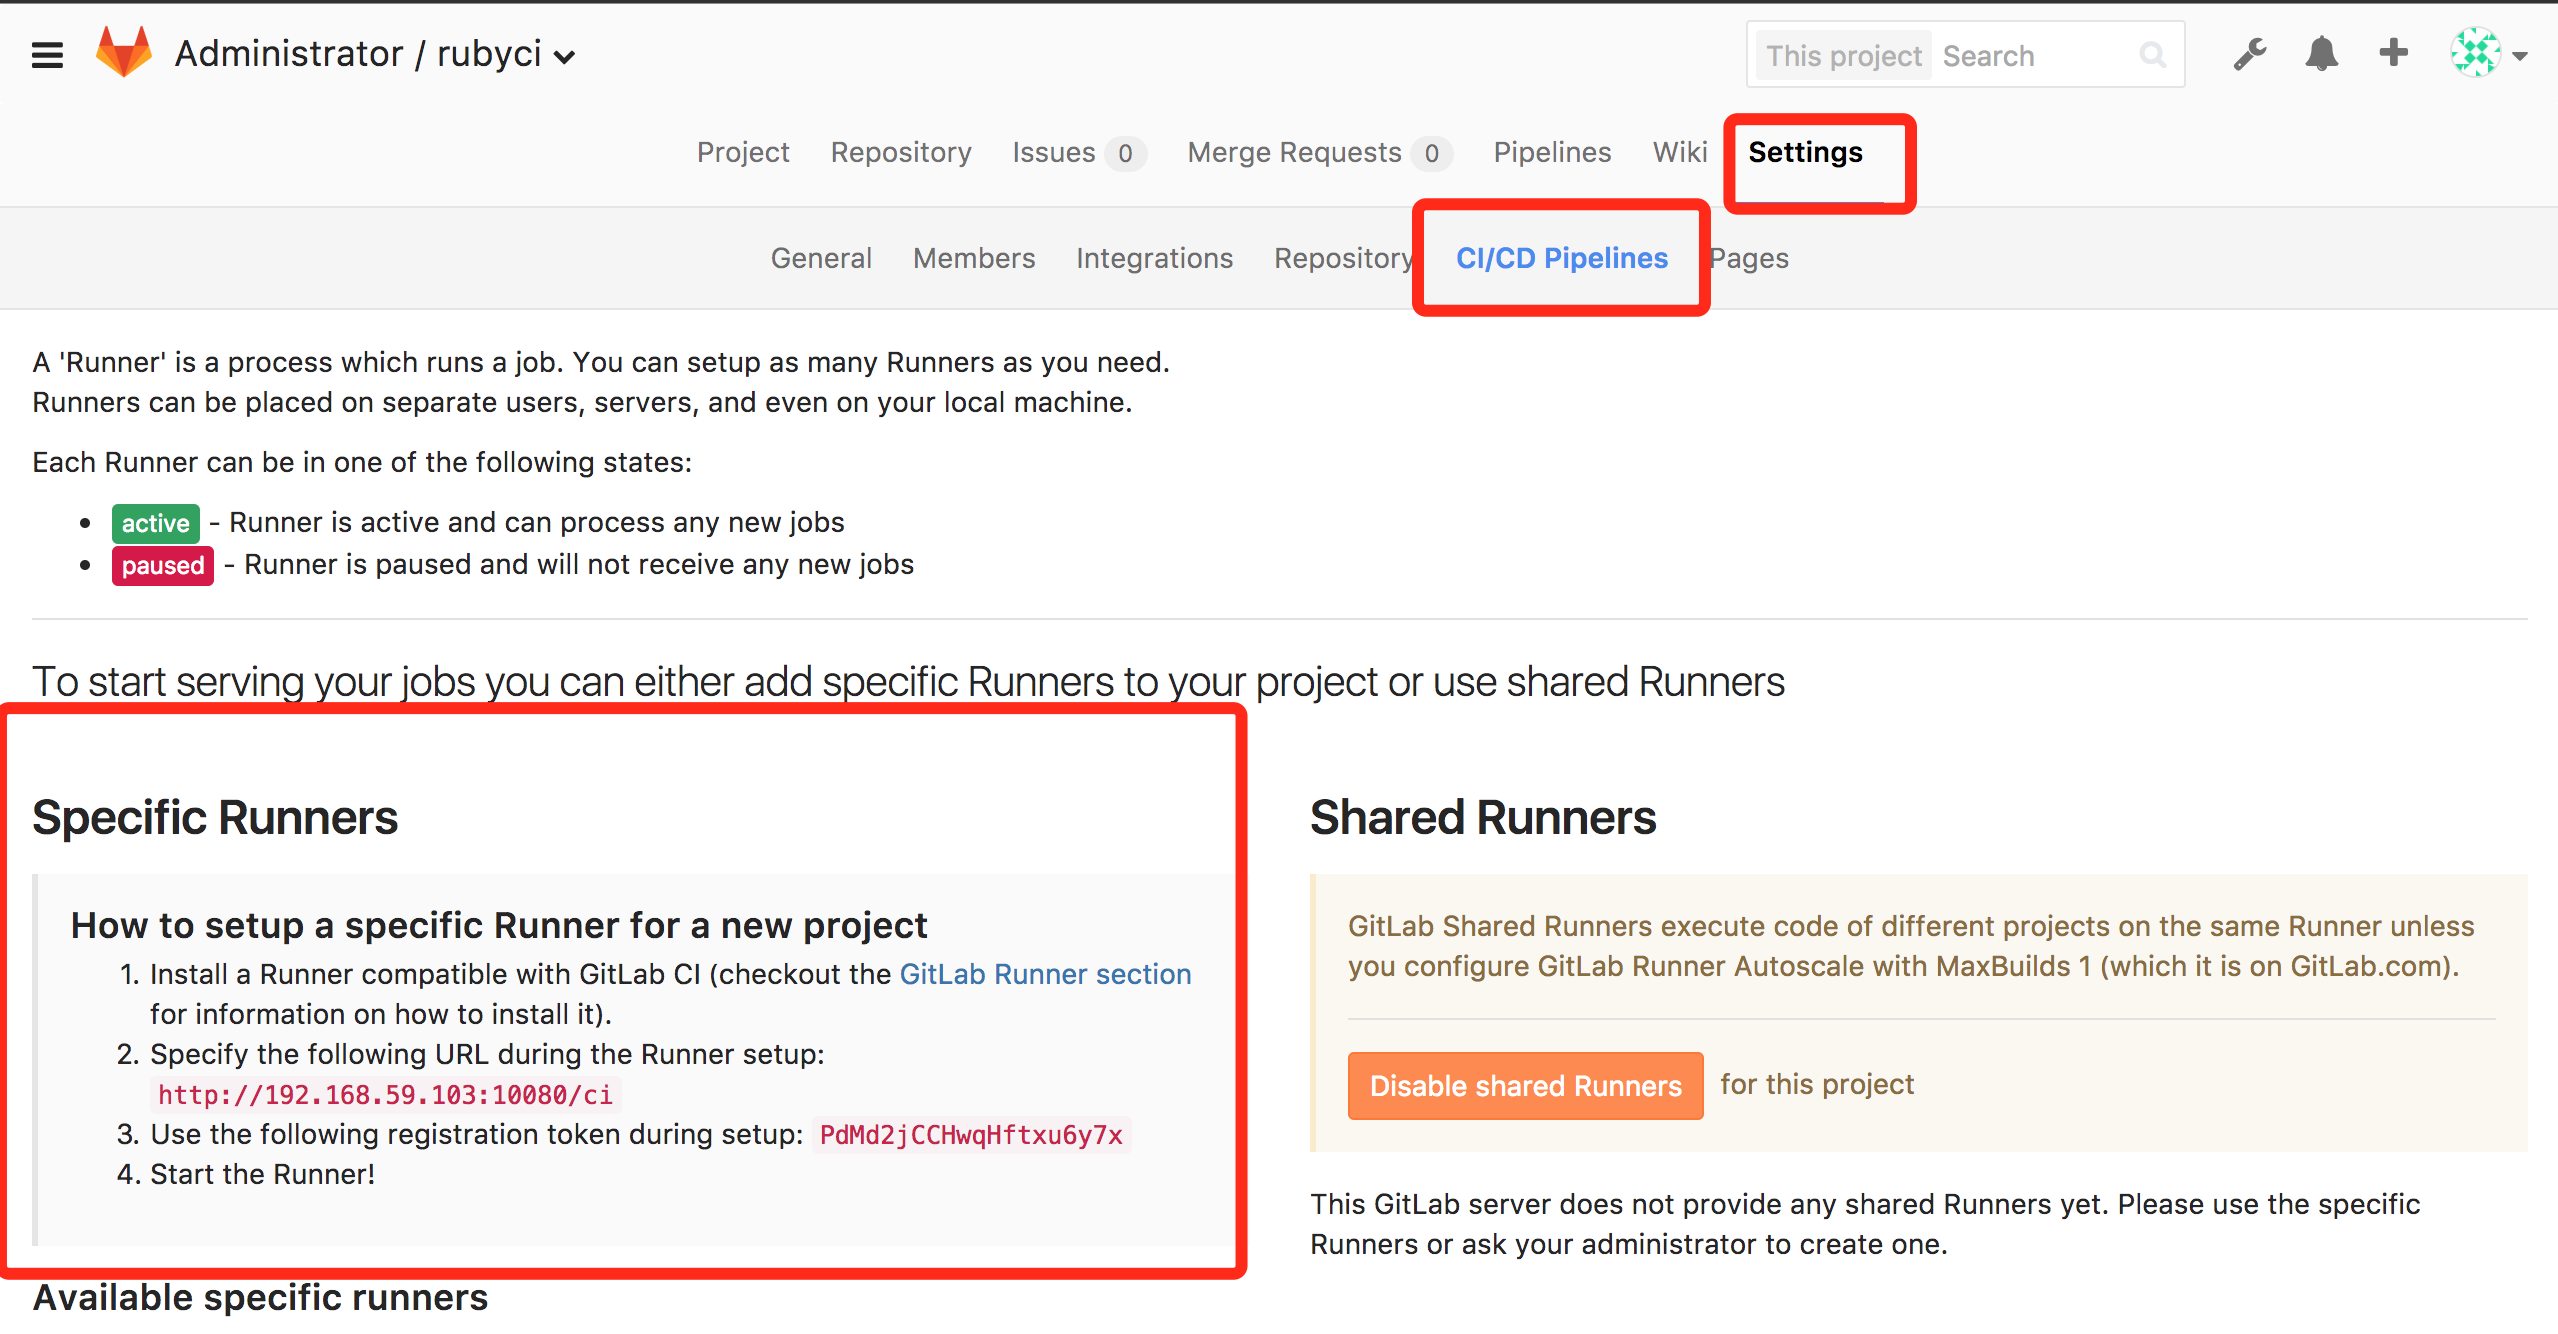 Administrator / rubyci
This project Search
Project Repository Issues 0 Merge Requests 0 Pipelines Wiki Settings
General Members Integrations Repository CI/CD Pipelines Pages
A 'Runner' is a process which runs a job. You can setup as many Runners as you need.
Runners can be placed on separate users, servers, and even on your local machine.
Each Runner can be in one of the following states:
• active - Runner is active and can process any new jobs
• paused - Runner is paused and will not receive any new jobs
To start serving your jobs you can either add specific Runners to your project or use shared Runners
Specific Runners
How to setup a specific Runner for a new project
1. Install a Runner compatible with GitLab CI (checkout the GitLab Runner section
for information on how to install it).
2. Specify the following URL during the Runner setup:
http://192.168.59.103:10080/ci
3. Use the following registration token during setup: PdMd2jCCHwqHftxu6y7x
4. Start the Runner!
Available specific runners
Shared Runners
GitLab Shared Runners execute code of different projects on the same Runner unless
you configure GitLab Runner Autoscale with MaxBuilds 1 (which it is on GitLab.com).
Disable shared Runners for this project
This GitLab server does not provide any shared Runners yet. Please use the specific
Runners or ask your administrator to create one.